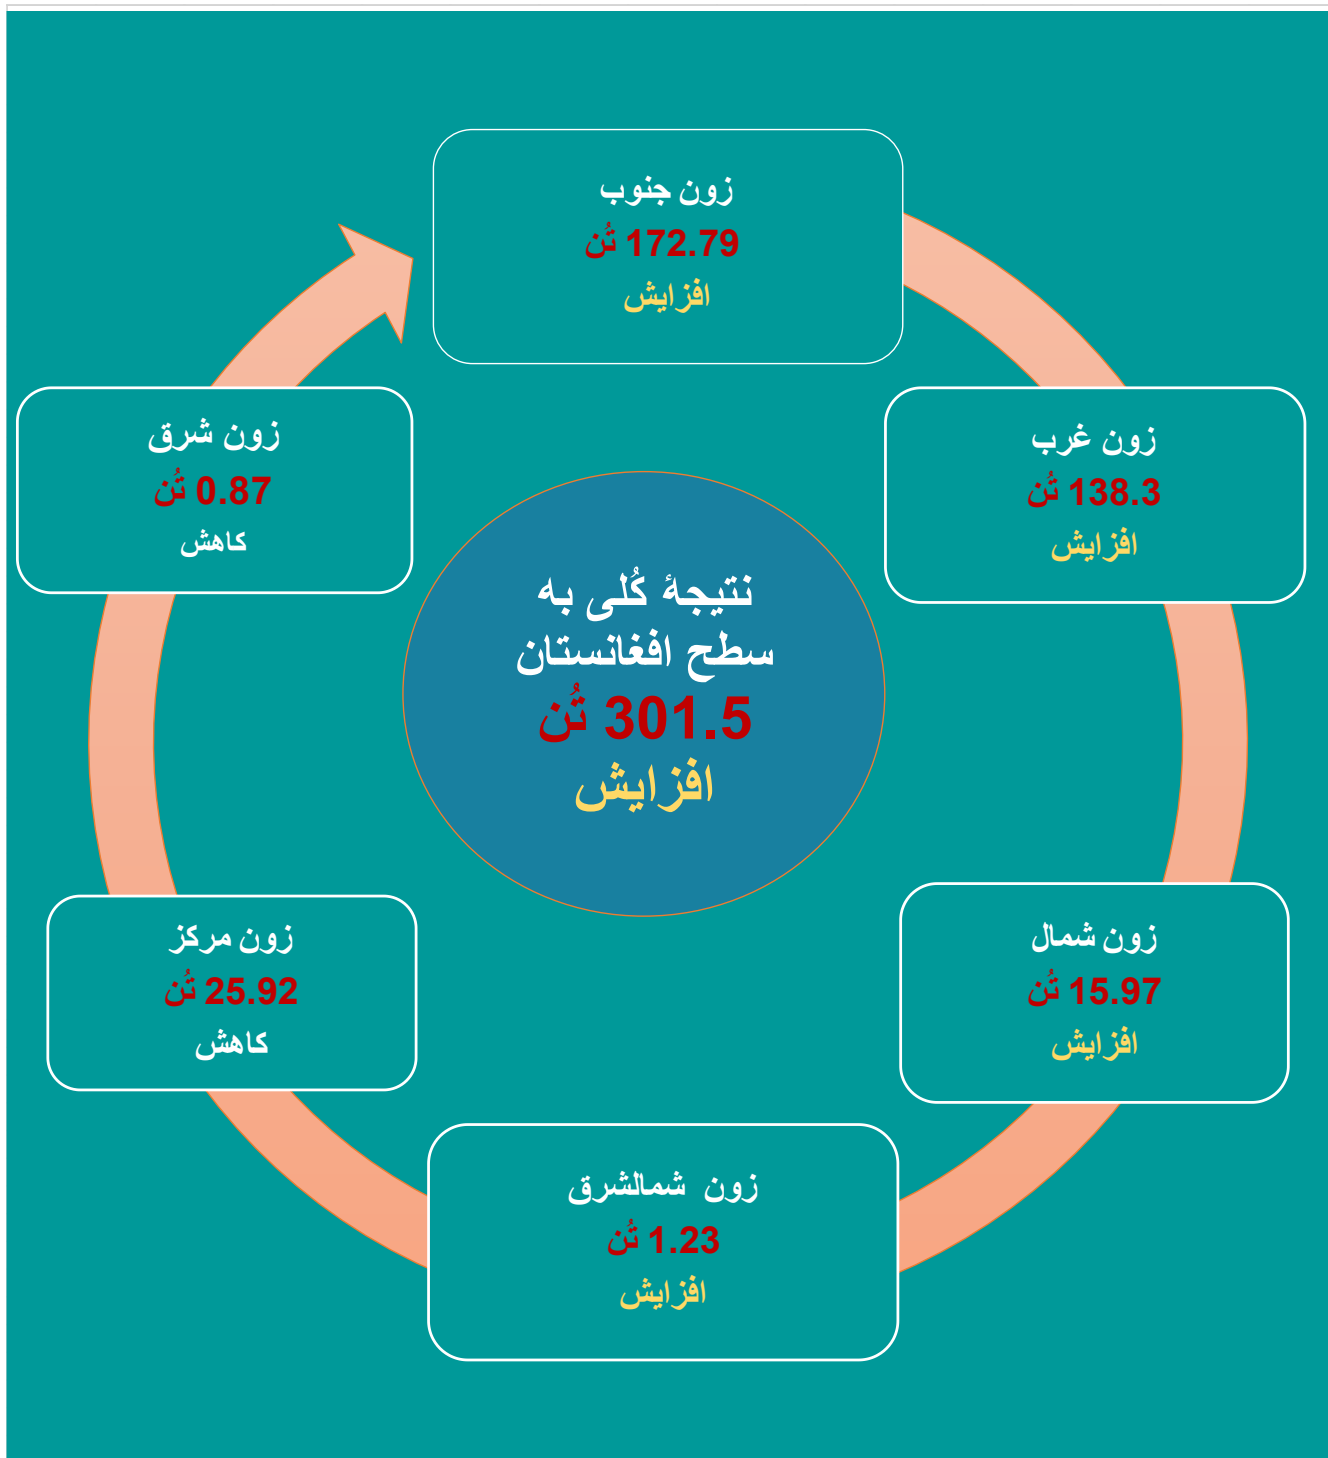 زون جنوب
172.79 تُن
افزایش
زون غرب
138.3 تُن
افزایش
زون شمال
15.97 تُن
افزایش
زون شمالشرق
1.23 تُن
افزایش
زون مرکز
25.92 تُن
کاهش
زون شرق
0.87 تُن
کاهش
نتیجهٔ کُلی به
سطح افغانستان
301.5 تُن
افزایش